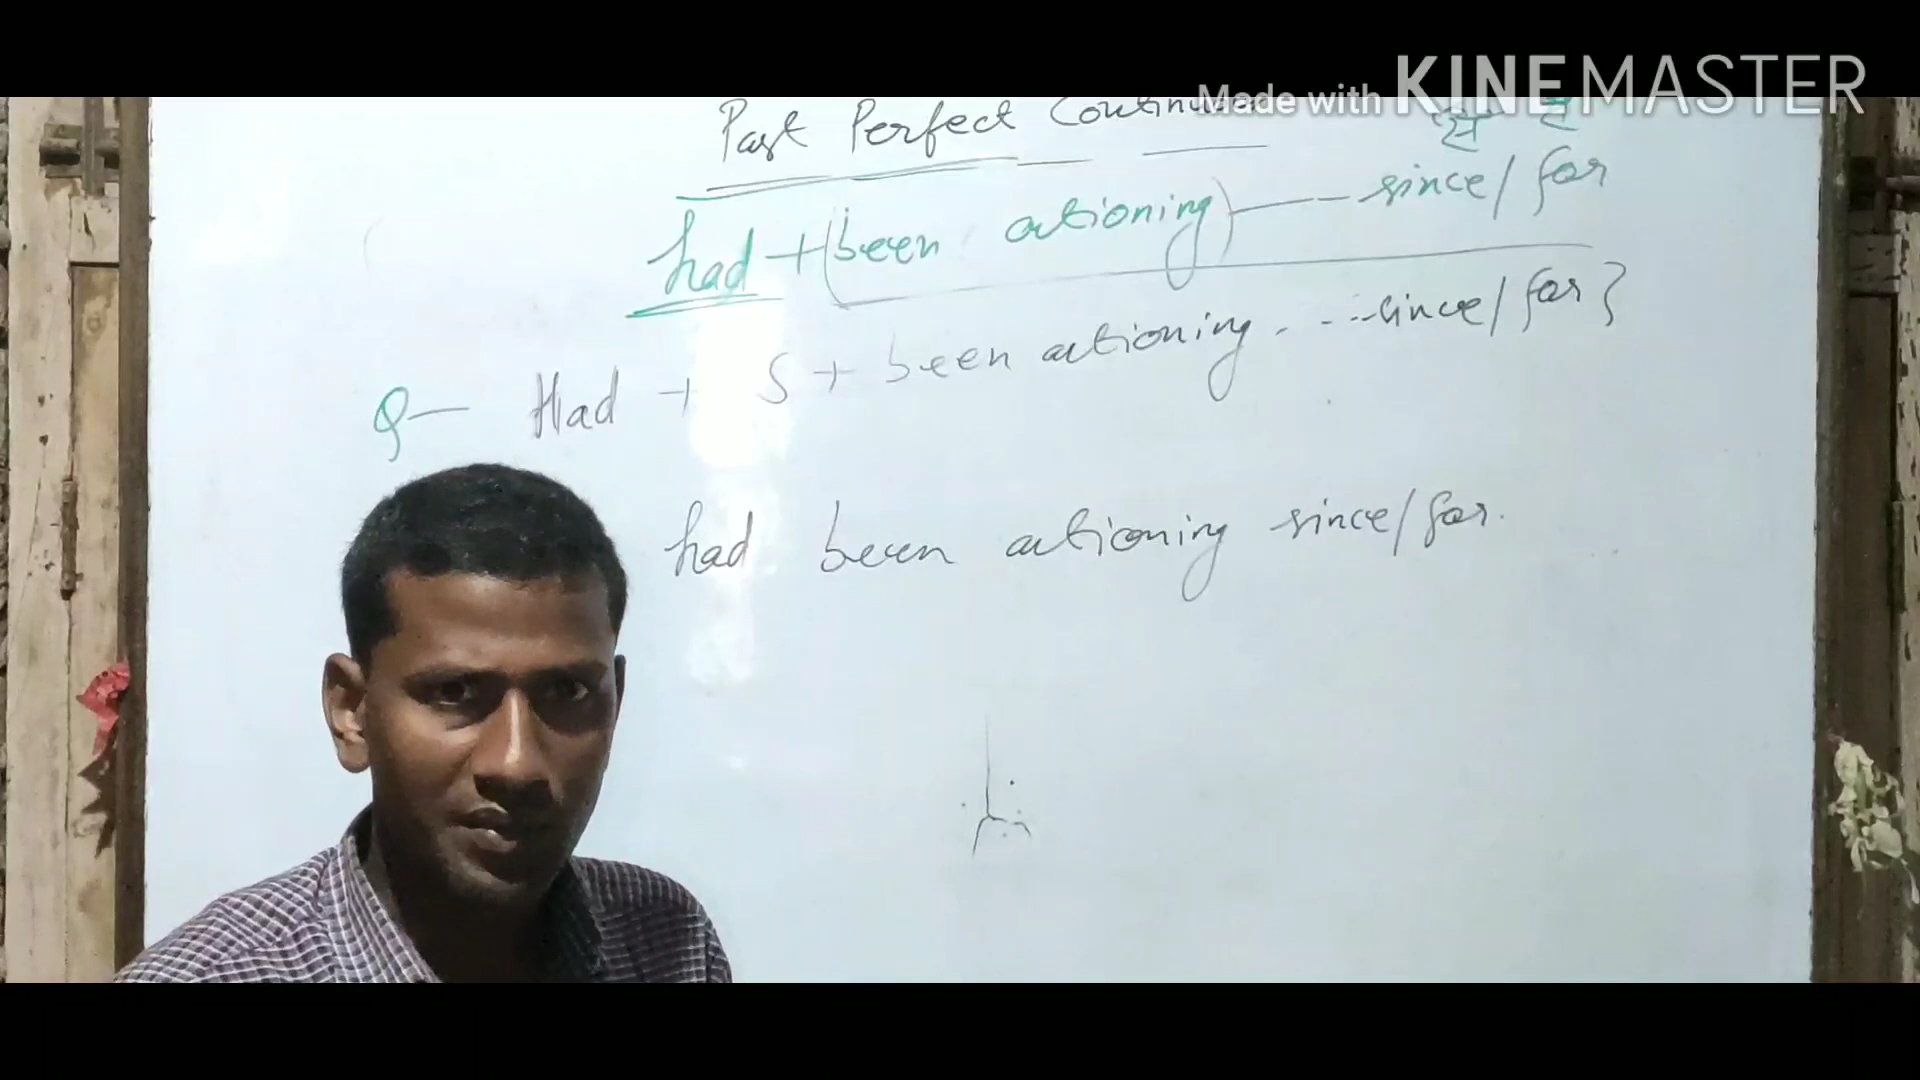 Made with KINEMASTER
Past Perfect Continuous
से
had + (been actioning) — — — since/for
Q — Had + S + been actioning . . . . since/for }
had been actioning since/for.